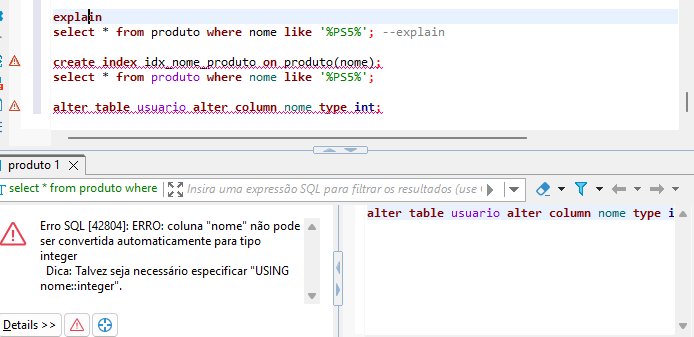 explain
select * from produto where nome like '%PS5%'; --explain
create index idx_nome_produto on produto(nome);
select * from produto where nome like '%PS5%';
alter table usuario alter column nome type int;
produto 1
select * from produto where
Insira uma expressão SQL para filtrar os resultados (use
Erro SQL [42804]: ERRO: coluna "nome" não pode
ser convertida automaticamente para tipo
integer
Dica: Talvez seja necessário especificar "USING
nome::integer".
alter table usuario alter column nome type i
Details >>